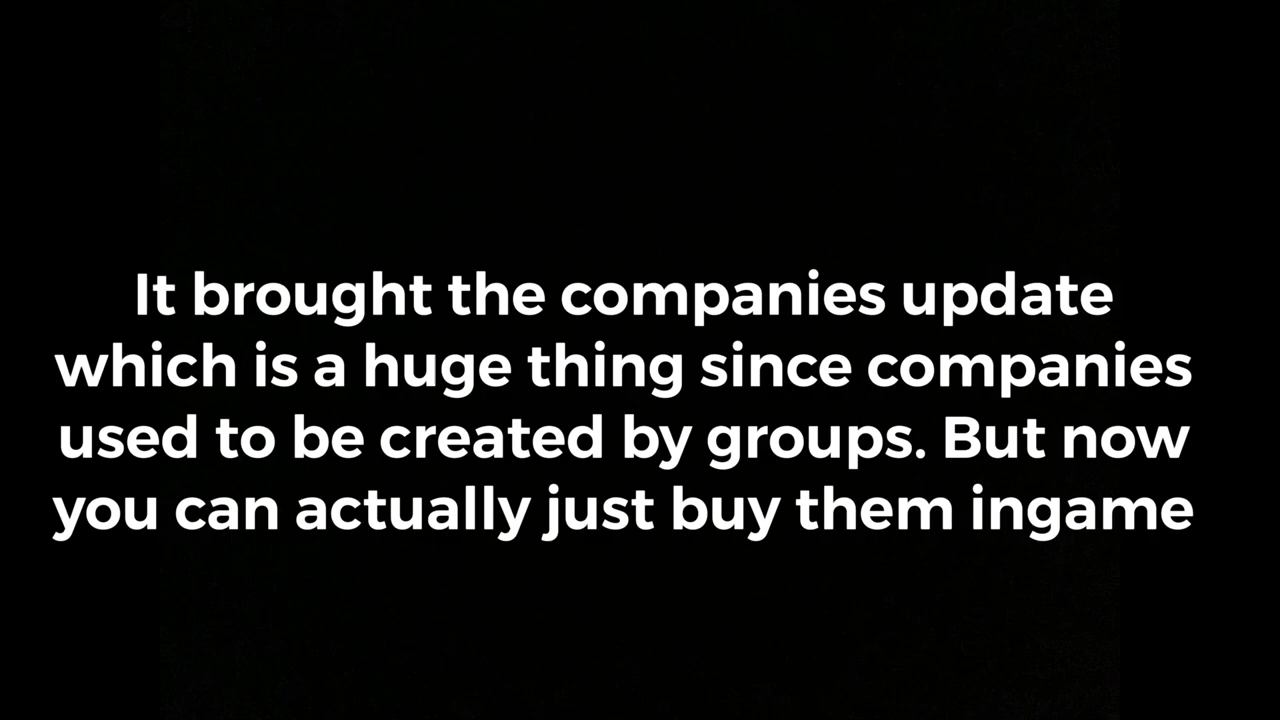 It brought the companies update
which is a huge thing since companies
used to be created by groups. But now
you can actually just buy them ingame